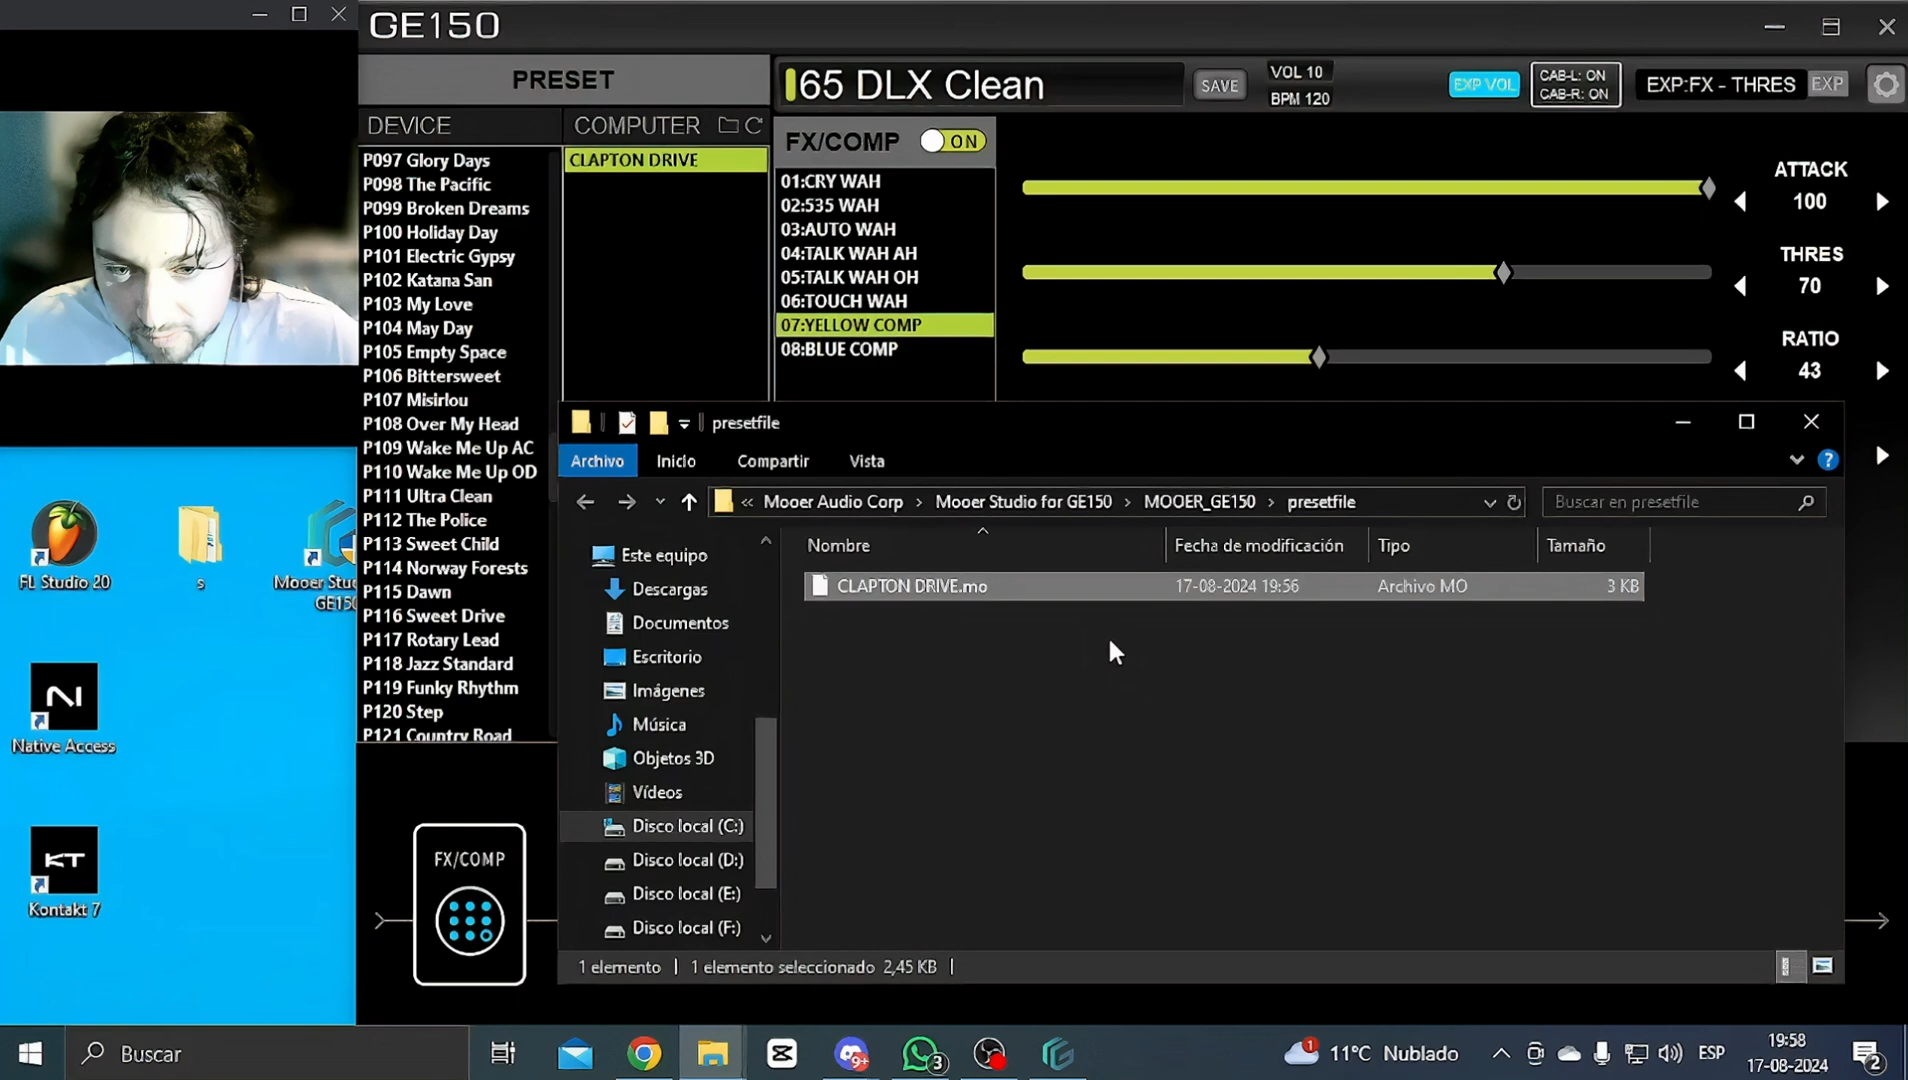 GE150
PRESET
65 DLX Clean
SAVE
VOL 10
BPM 120
EXP VOL
CAB-L: ON
CAB-R: ON
EXP:FX - THRES
EXP
DEVICE
COMPUTER
P097 Glory Days
P098 The Pacific
P099 Broken Dreams
P100 Holiday Day
P101 Electric Gypsy
P102 Katana San
P103 My Love
P104 May Day
P105 Empty Space
P106 Bittersweet
P107 Misirlou
P108 Over My Head
P109 Wake Me Up AC
P110 Wake Me Up OD
P111 Ultra Clean
P112 The Police
P113 Sweet Child
P114 Norway Forests
P115 Dawn
P116 Sweet Drive
P117 Rotary Lead
P118 Jazz Standard
P119 Funky Rhythm
P120 Step
P121 Country Road
CLAPTON DRIVE
FX/COMP
ON
01:CRY WAH
02:535 WAH
03:AUTO WAH
04:TALK WAH AH
05:TALK WAH OH
06:TOUCH WAH
07:YELLOW COMP
08:BLUE COMP
ATTACK
100
THRES
70
RATIO
43
presetfile
Archivo
Inicio
Compartir
Vista
?
«
Mooer Audio Corp
Mooer Studio for GE150
MOOER_GE150
presetfile
Buscar en presetfile
Este equipo
Descargas
Documentos
Escritorio
Imágenes
Música
Objetos 3D
Vídeos
Disco local (C:)
Disco local (D:)
Disco local (E:)
Disco local (F:)
Nombre
Fecha de modificación
Tipo
Tamaño
CLAPTON DRIVE.mo
17-08-2024 19:56
Archivo MO
3 KB
1 elemento
1 elemento seleccionado 2,45 KB
FL Studio 20
s
Mooer Stu
GE150
Native Access
KT
Kontakt 7
FX/COMP
Buscar
9+
3
1
11°C Nublado
ESP
19:58
17-08-2024
2